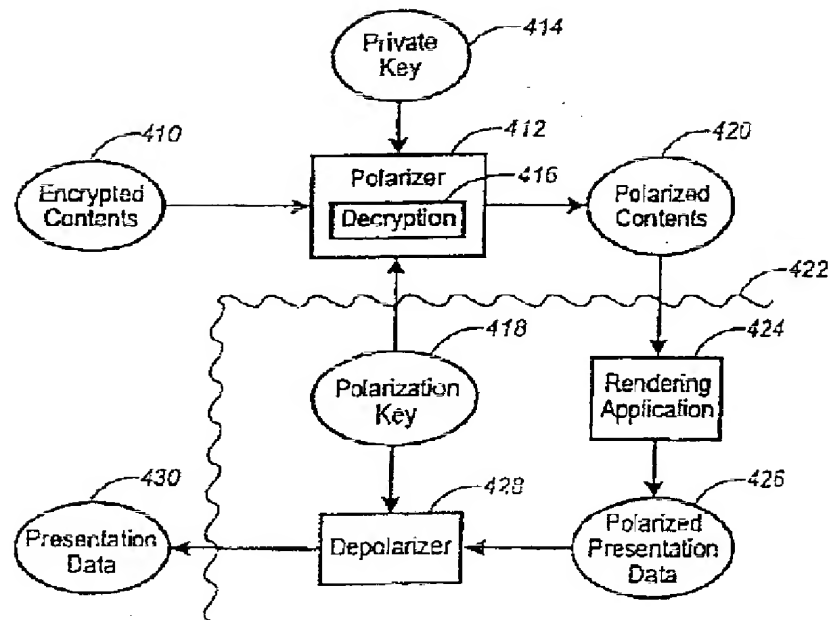 Private
Key
414
410
412
420
Encrypted
Contents
Polarizer
416
Decryption
Polarized
Contents
422
418
424
Polarization
Key
Rendering
Application
430
428
426
Presentation
Data
Depolarizer
Polarized
Presentation
Data